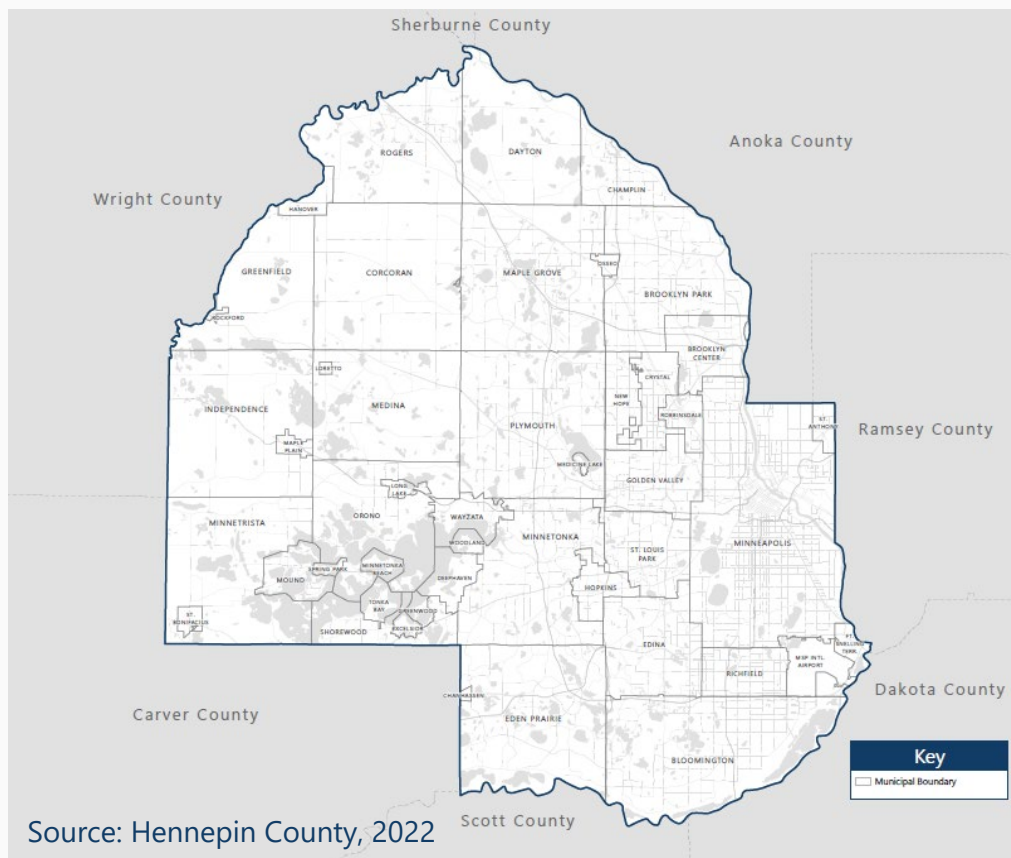 Sherburne County
Anoka County
Wright County
ROGERS
DAYTON
CHAMPLIN
HANOVER
GREENFIELD
CORCORAN
MAPLE GROVE
OSSEO
BROOKLYN PARK
ROCKFORD
BROOKLYN
CENTER
LORETTO
CRYSTAL
INDEPENDENCE
MEDINA
NEW
HOPE
ROBBINSDALE
PLYMOUTH
ST.
ANTHONY
Ramsey County
MAPLE
PLAIN
MEDICINE LAKE
GOLDEN VALLEY
LONG
LAKE
MINNETRISTA
ORONO
WAYZATA
MINNETONKA
MINNEAPOLIS
WOODLAND
ST. LOUIS
PARK
SPRING PARK
MINNETONKA
BEACH
MOUND
DEEPHAVEN
HOPKINS
TONKA
BAY
GREENWOOD
ST.
BONIFACIUS
EXCELSIOR
SHOREWOOD
EDINA
FT.
SNELLING
TERR.
MSP INTL.
AIRPORT
RICHFIELD
Dakota County
CHANHASSEN
Carver County
EDEN PRAIRIE
BLOOMINGTON
Key
Municipal Boundary
Scott County
Source: Hennepin County, 2022